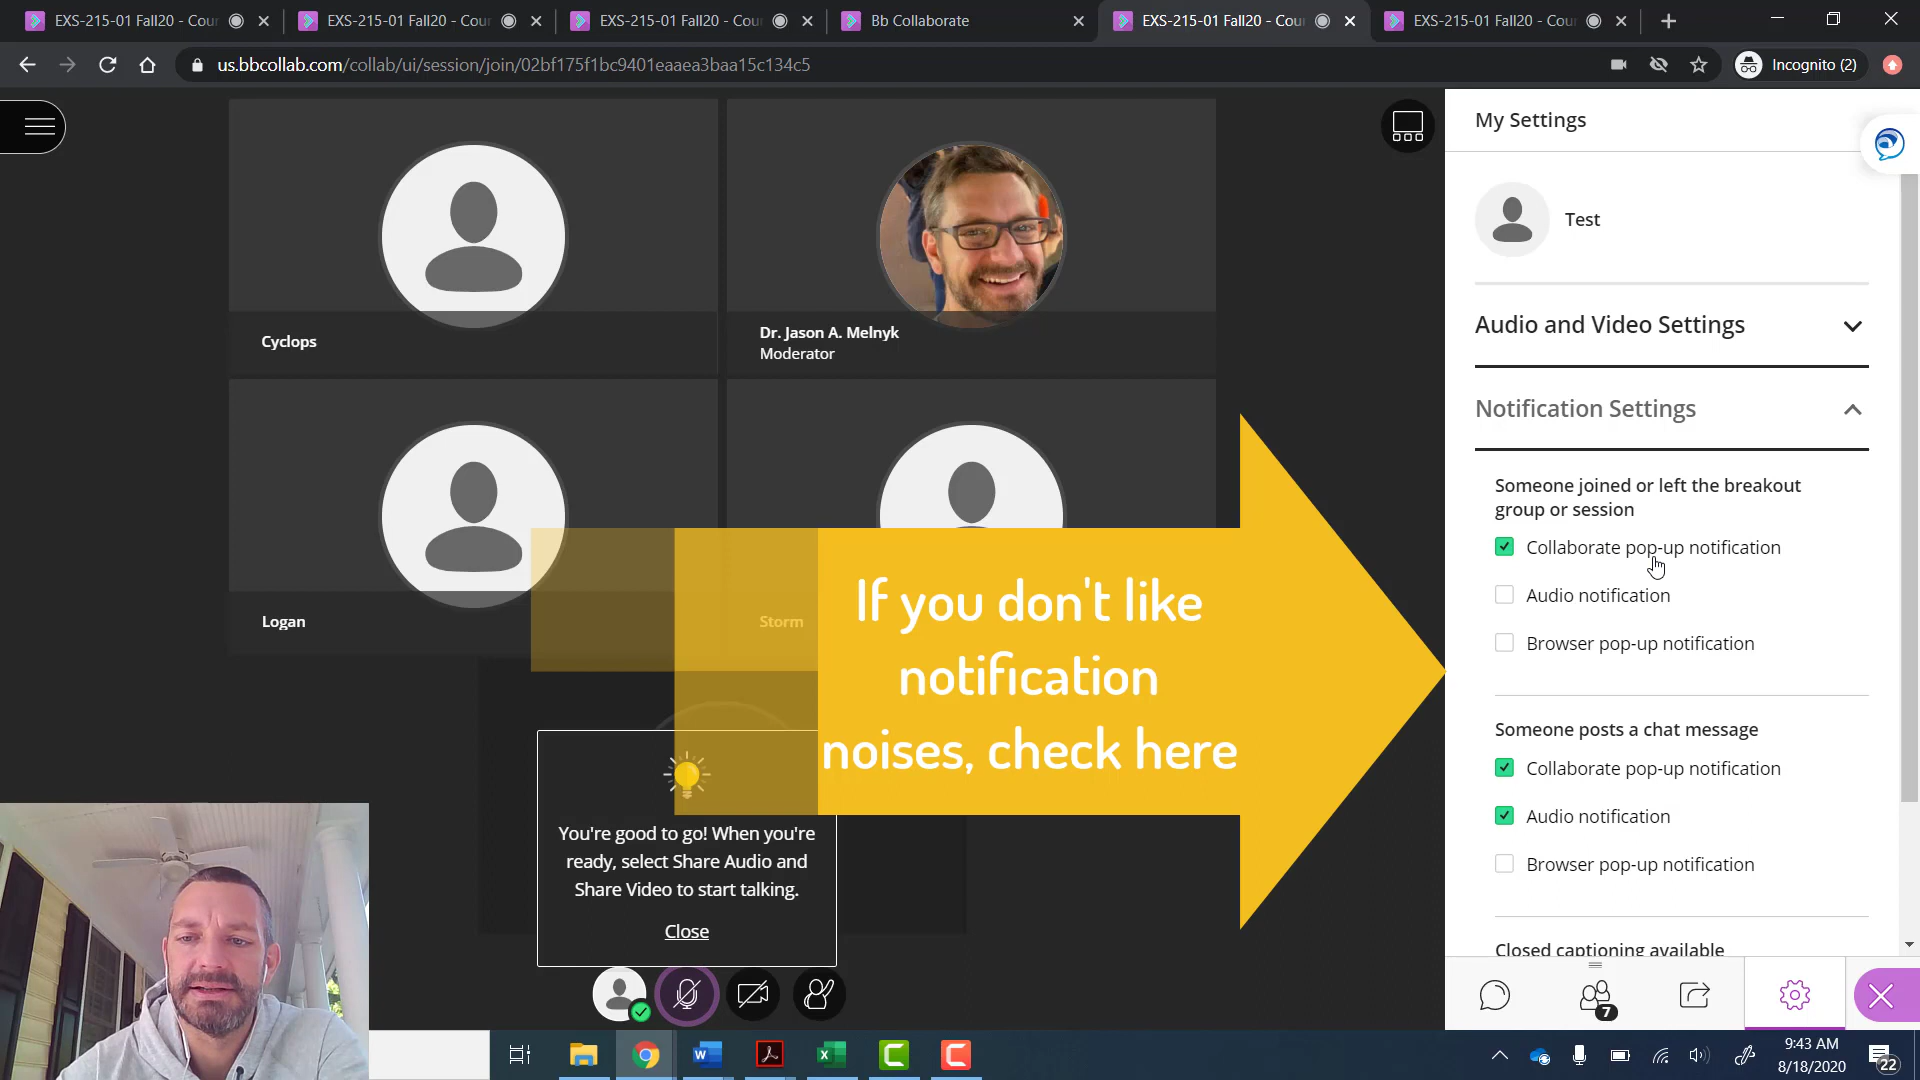 EXS-215-01 Fall20 - Cour
EXS-215-01 Fall20 - Cour
EXS-215-01 Fall20 - Cour
Bb Collaborate
EXS-215-01 Fall20 - Cour
EXS-215-01 Fall20 - Cour
us.bbcollab.com/collab/ui/session/join/02bf175f1bc9401eaaea3baa15c134c5
Incognito (2)
Cyclops
Dr. Jason A. Melnyk
Moderator
Logan
Storm
If you don't like
notification
noises, check here
You're good to go! When you're
ready, select Share Audio and
Share Video to start talking.
Close
My Settings
Test
Audio and Video Settings
Notification Settings
Someone joined or left the breakout
group or session
Collaborate pop-up notification
Audio notification
Browser pop-up notification
Someone posts a chat message
Collaborate pop-up notification
Audio notification
Browser pop-up notification
Closed captioning available
7
9:43 AM
8/18/2020
22